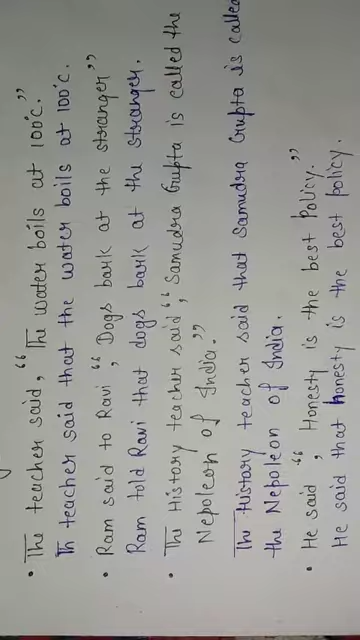 • The teacher said, “The water boils at 100°C.”
Th teacher said that the water boils at 100°C.
• Ram said to Ravi “, Dogs bark at the stranger”
Ram told Ravi that dogs bark at the stranger.
• The History teacher said “, Samudra Gupta is called the
Nepoleon of India.”
The History teacher said that Samudra Gupta is called
the Nepoleon of India.
• He said “, Honesty is the best Policy.”
He said that honesty is the best policy.